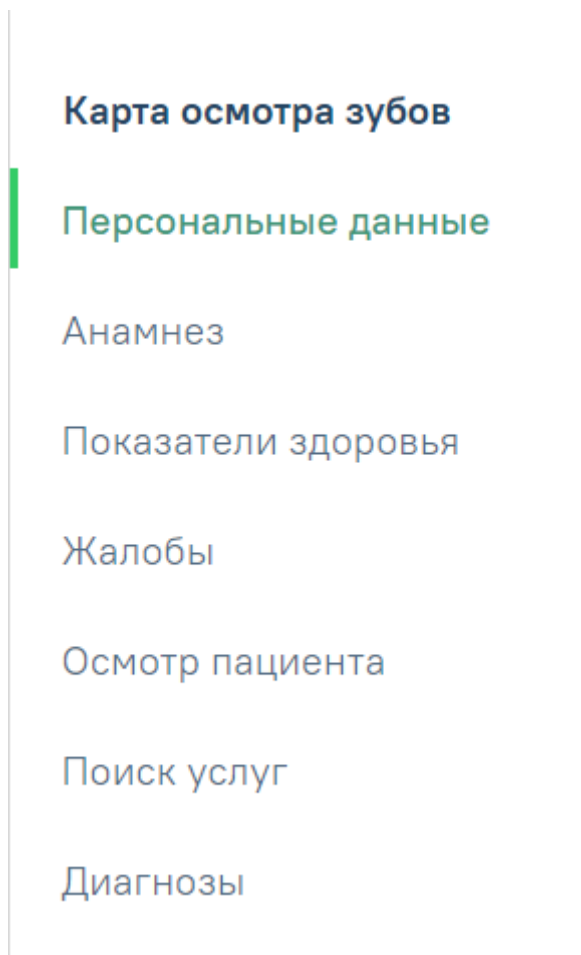 Карта осмотра зубов
Персональные данные
Анамнез
Показатели здоровья
Жалобы
Осмотр пациента
Поиск услуг
Диагнозы